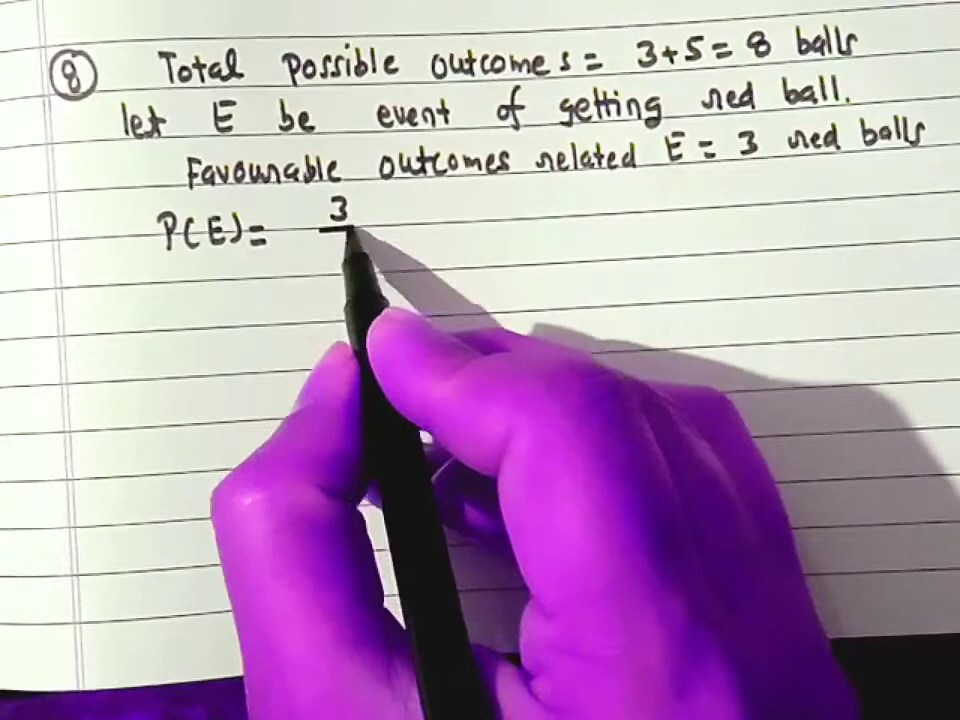 8 Total possible outcomes = 3+5 = 8 balls
let E be event of getting red ball.
Favourable outcomes related E = 3 red balls
P(E) = 3